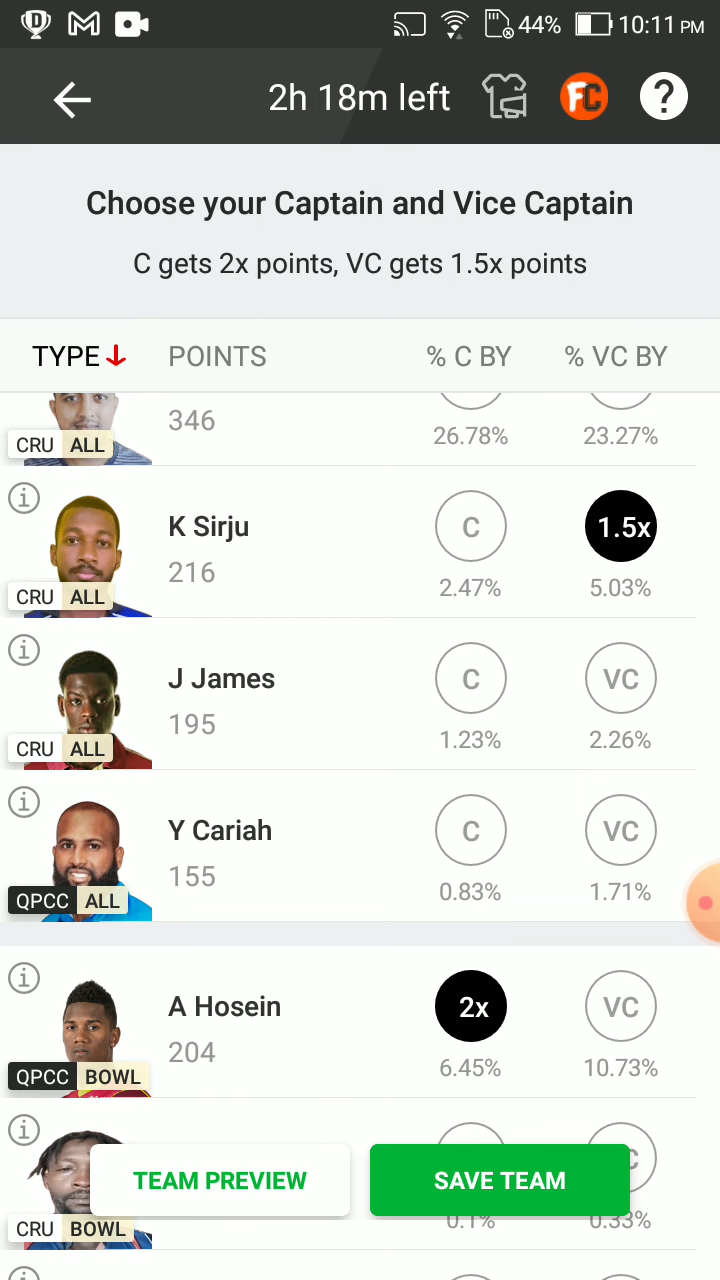 44% 10:11 PM
2h 18m left FC ?
Choose your Captain and Vice Captain
C gets 2x points, VC gets 1.5x points
TYPE POINTS % C BY % VC BY
346
CRU ALL 26.78% 23.27%
K Sirju C 1.5x
216
CRU ALL 2.47% 5.03%
J James C VC
195
CRU ALL 1.23% 2.26%
Y Cariah C VC
155
QPCC ALL 0.83% 1.71%
A Hosein 2x VC
204
QPCC BOWL 6.45% 10.73%
TEAM PREVIEW SAVE TEAM
CRU BOWL 0.1% 0.33%